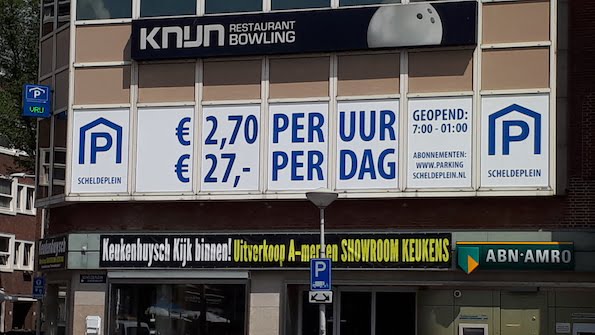 KNIJN RESTAURANT
BOWLING
P
VRIJ
P
SCHELDEPLEIN
€ 2,70 PER UUR
€ 27,- PER DAG
GEOPEND:
7:00 - 01:00
ABONNEMENTEN:
WWW.PARKING
SCHELDEPLEIN.NL
P
SCHELDEPLEIN
Keukenhuysch
Keukenhuysch Kijk binnen! Uitverkoop A-merken SHOWROOM KEUKENS
ABN·AMRO
P